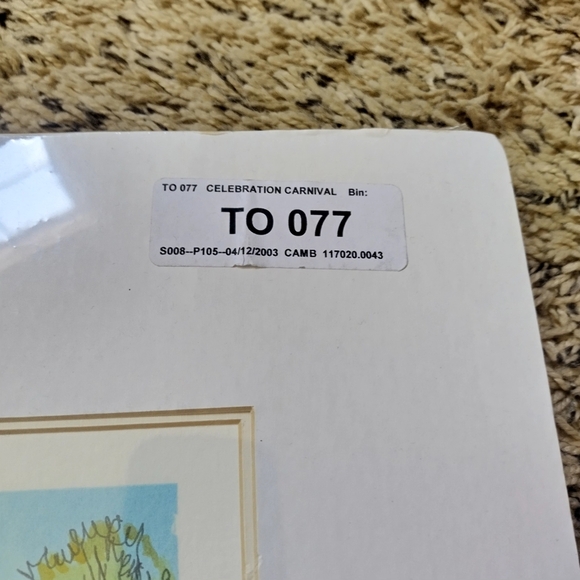 TO 077 CELEBRATION CARNIVAL Bin:
TO 077
S008--P105--04/12/2003 CAMB 117020.0043